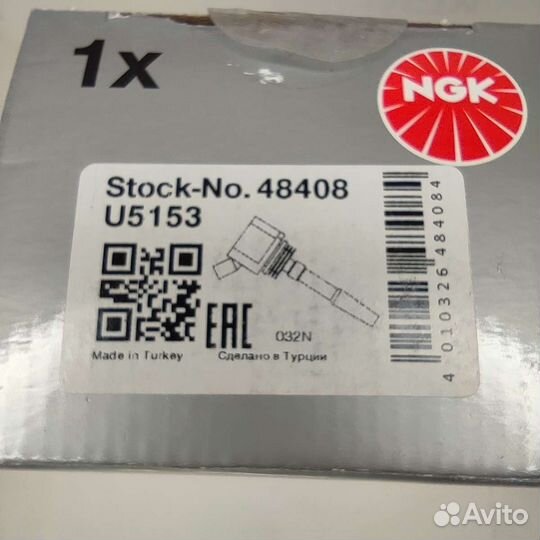 1x
NGK
Stock-No. 48408
U5153
EAC
032N
Made in Turkey
Сделано в Турции
4 010326 484084
Avito